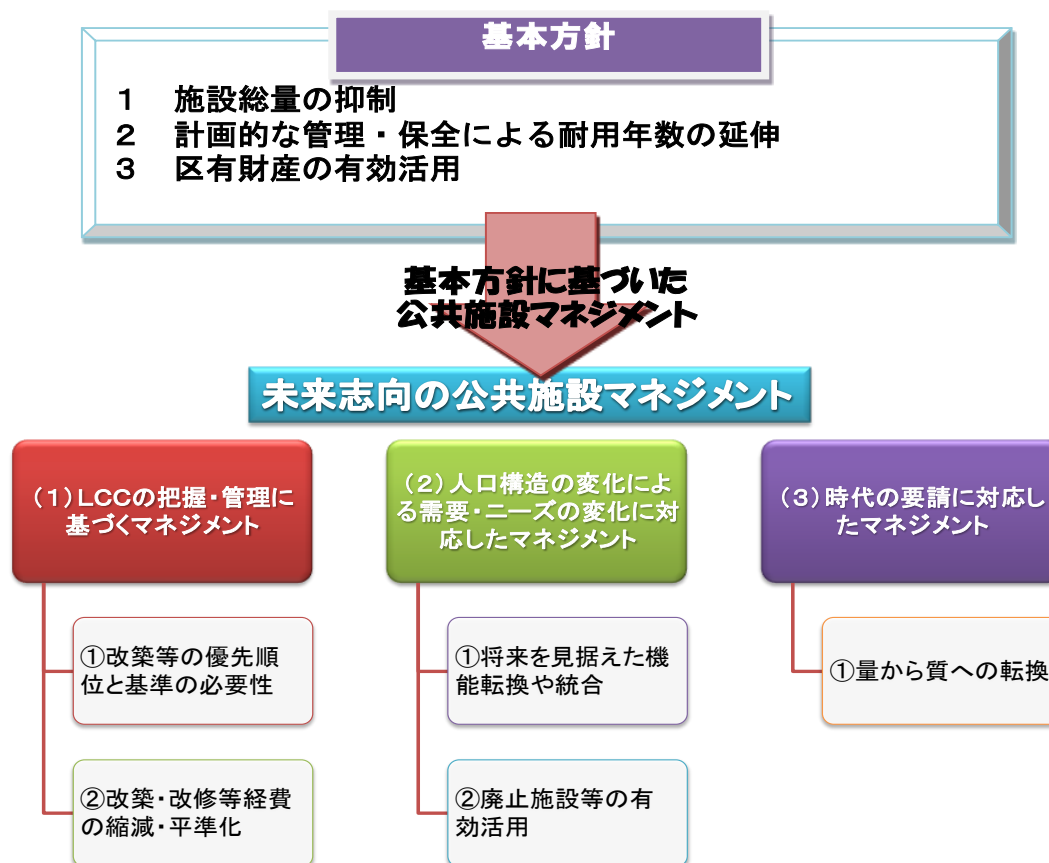 基本方針
１　施設総量の抑制
２　計画的な管理・保全による耐用年数の延伸
３　区有財産の有効活用
基本方針に基づいた
公共施設マネジメント
未来志向の公共施設マネジメント
（１）LCCの把握・管理に
基づくマネジメント
①改築等の優先順
位と基準の必要性
②改築・改修等経費
の縮減・平準化
（２）人口構造の変化によ
る需要・ニーズの変化に対
応したマネジメント
①将来を見据えた機
能転換や統合
②廃止施設等の有
効活用
（３）時代の要請に対応し
たマネジメント
①量から質への転換